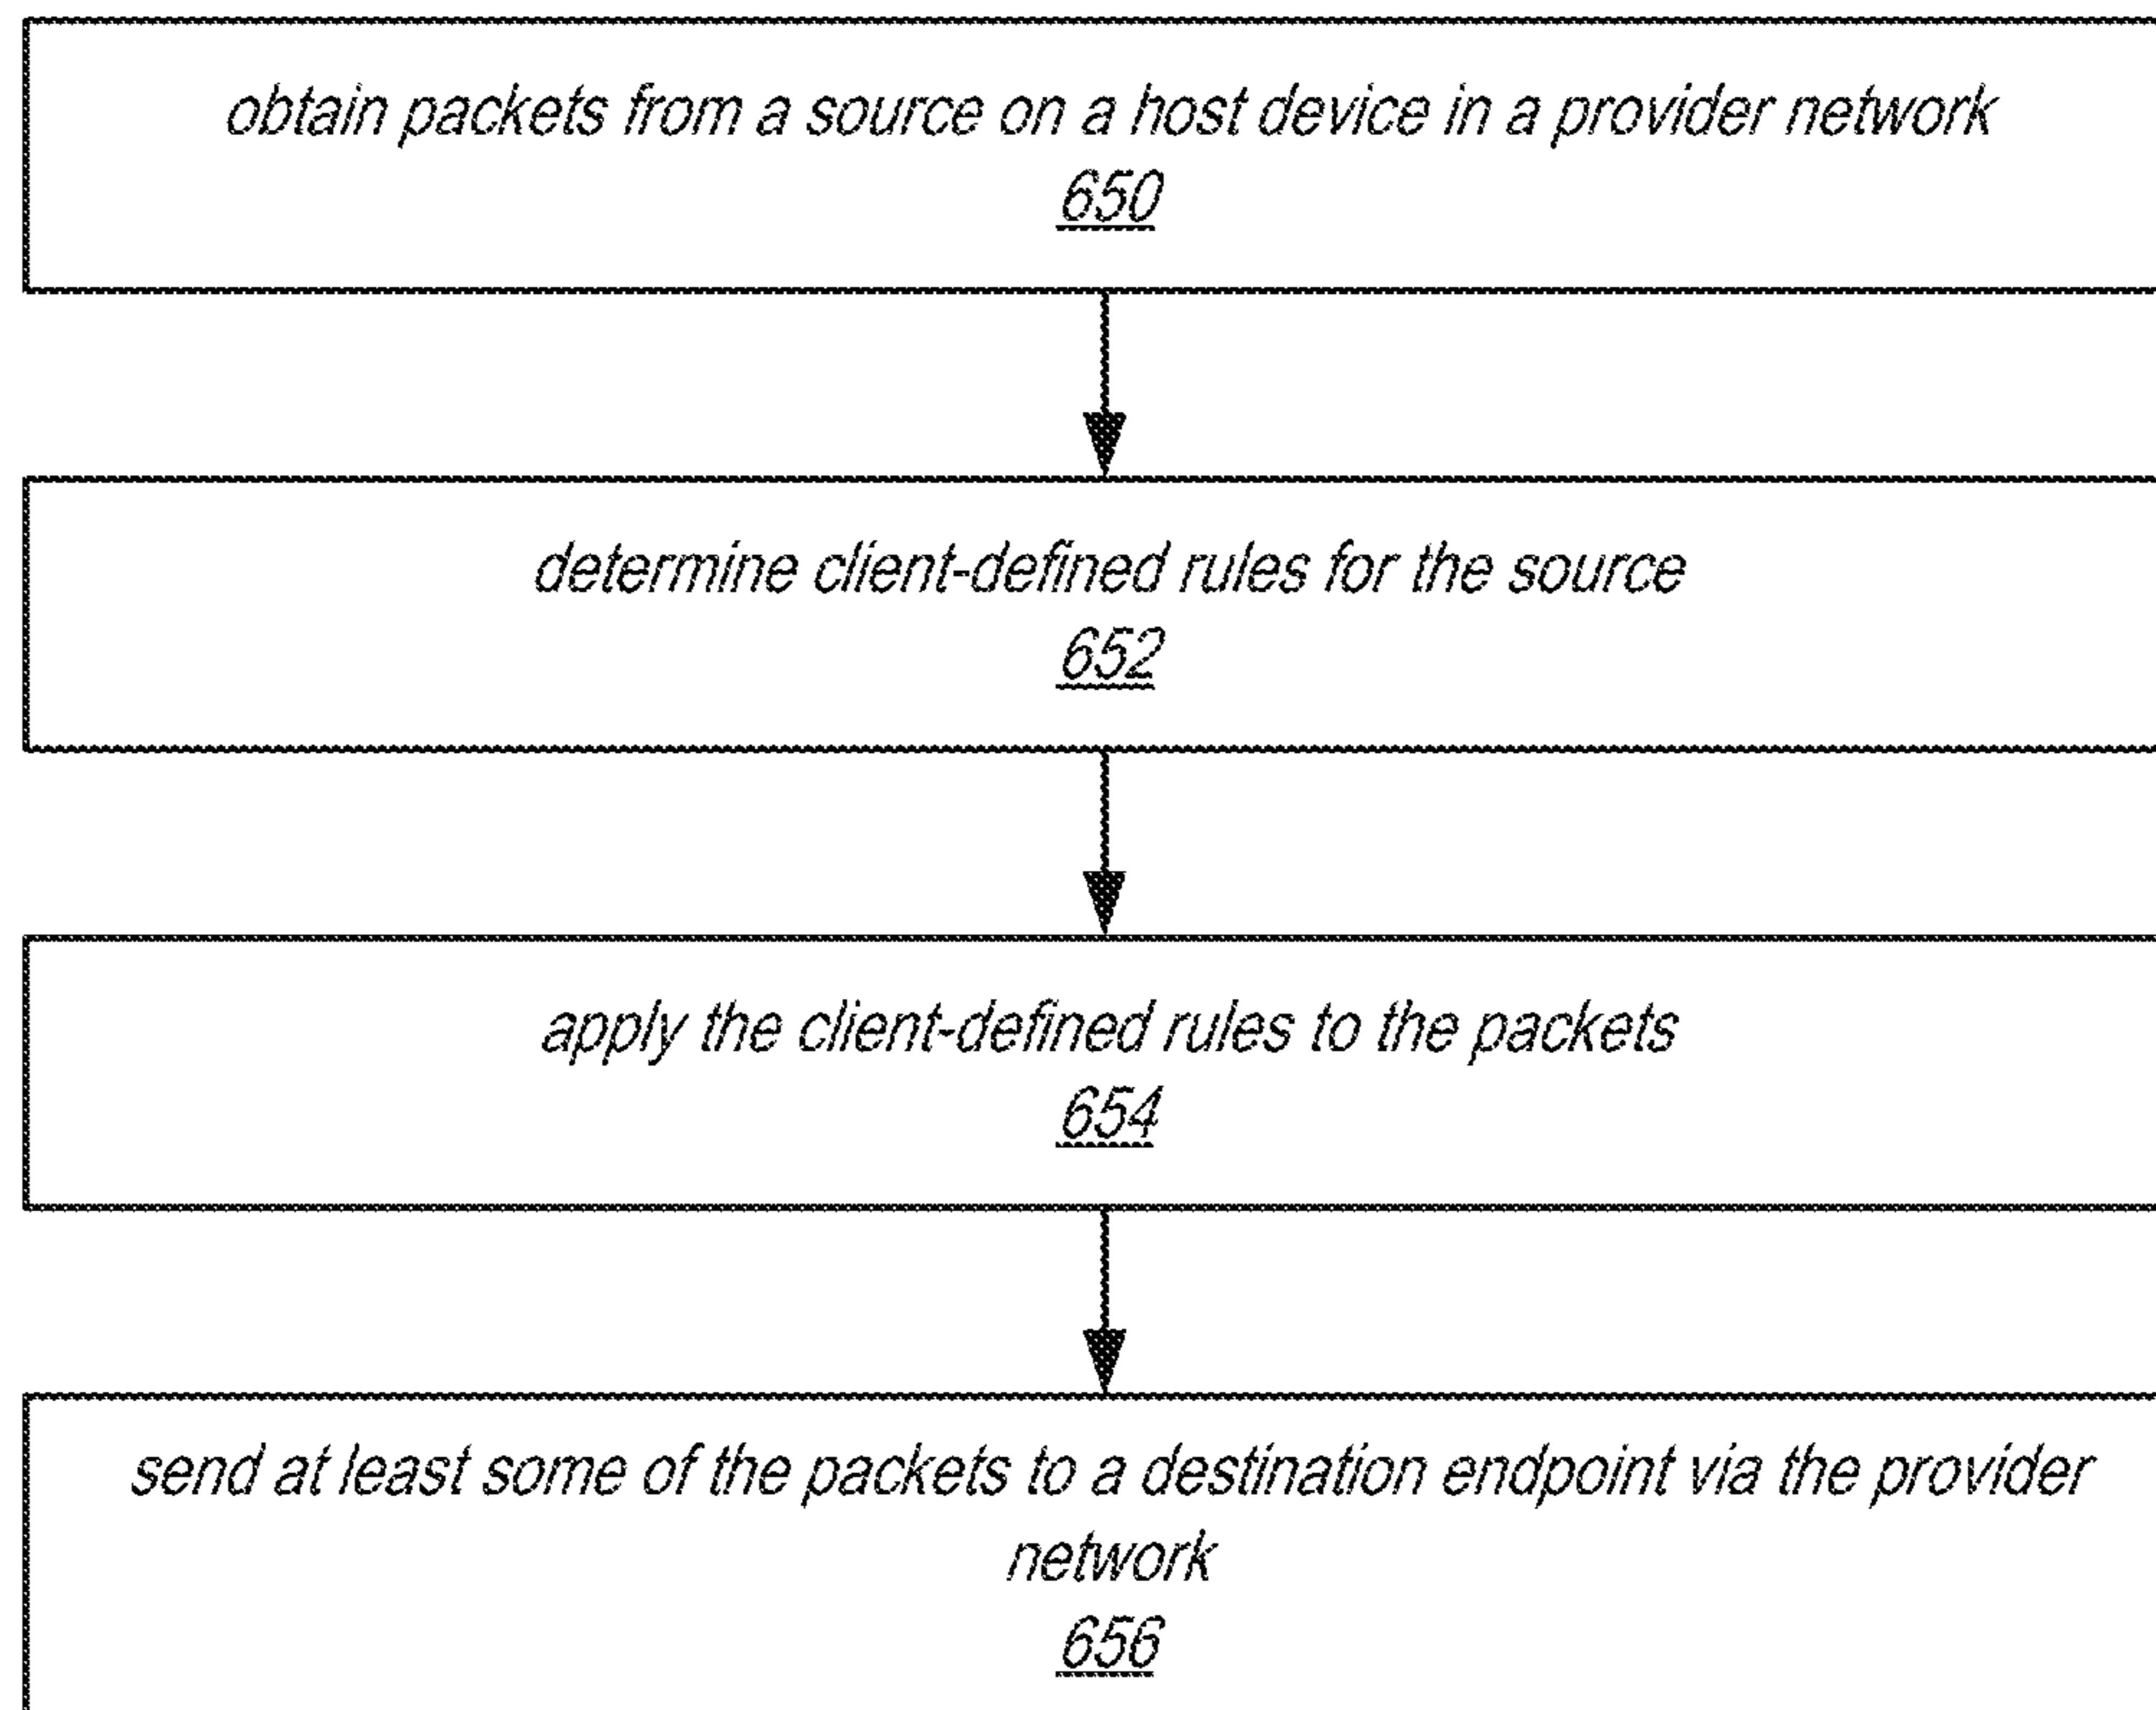 obtain packets from a source on a host device in a provider network
650
determine client-defined rules for the source
652
apply the client-defined rules to the packets
654
send at least some of the packets to a destination endpoint via the provider
network
656